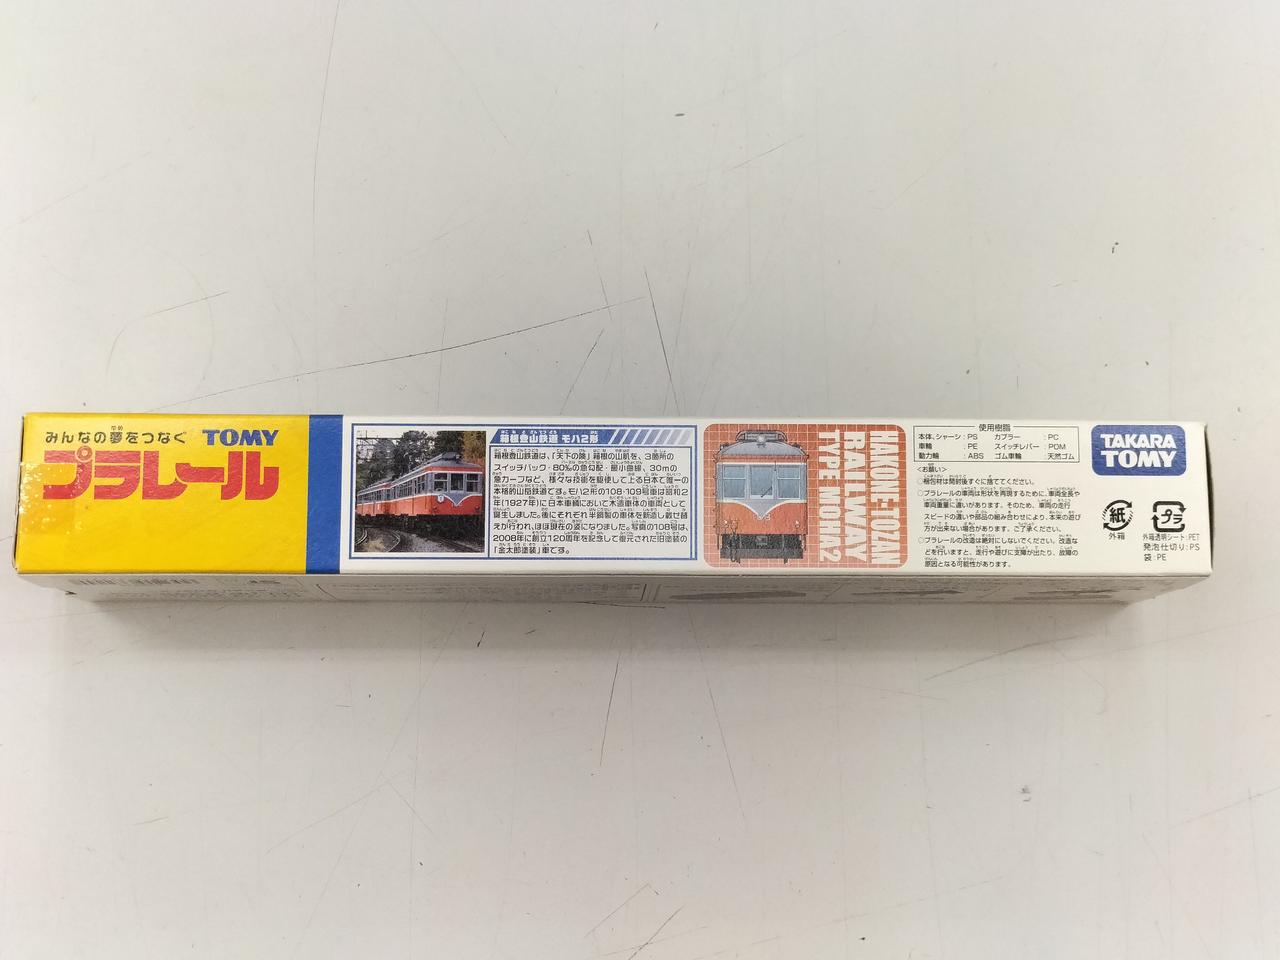 みんなの夢をつなぐ TOMY
プラレール
箱根登山鉄道 モハ2形
箱根登山鉄道は、「天下の険」箱根の山肌を、3箇所の
スイッチバック・80‰の急勾配・最小曲線、30mの
急カーブなど、様々な技術を駆使して上る日本で唯一の
本格的山岳鉄道です。モハ2形の108・109号車は昭和2
年(1927年)に日本車輌において木造車体の車両として
誕生しました。後にそれぞれ半鋼製の車体を新造し載せ替
えが行われ、ほぼ現在の姿になりました。写真の108号は、
2008年に創立120周年を記念して復元された旧塗装の
「金太郎塗装」車です。
HAKONE-TOZAN
RAILWAY
TYPE MOHA2
使用樹脂
本体、シャーシ : PS カプラー : PC
車輪 : PE スイッチレバー : POM
動力輪 : ABS ゴム車輪 : 天然ゴム
<お願い>
○梱包材は開封後すぐに捨ててください。
○プラレールの車両は形状を再現するために、車両全長や
車両重量に違いがあります。そのため、車両の走行
スピードの違いや部品の組み合わせにより、本来の遊び
方が出来ない場合があります。ご了承ください。
○プラレールの改造は絶対にしないでください。改造な
どを行いますと、走行や遊びに支障が出たり、故障の
原因となる可能性があります。
TAKARA
TOMY
紙
外箱
プラ
外箱透明シート:PET
発泡仕切り:PS
袋:PE